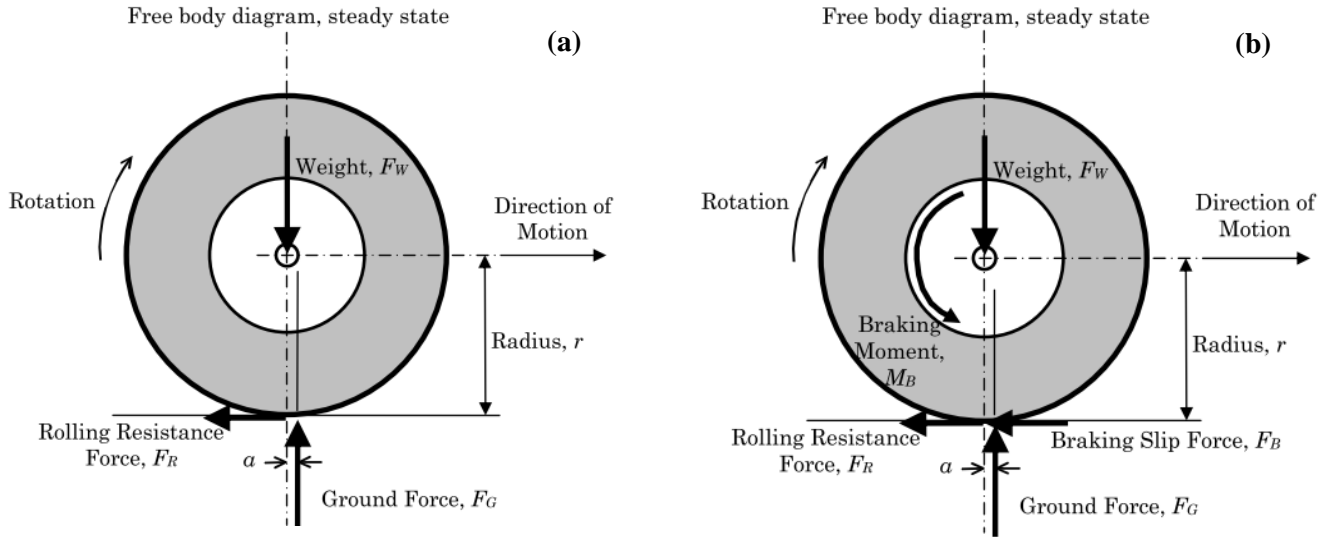 Free body diagram, steady state
(a)
Weight, FW
Rotation
Direction of
Motion
Radius, r
Rolling Resistance
Force, FR
a
Ground Force, FG
Free body diagram, steady state
(b)
Weight, FW
Rotation
Direction of
Motion
Braking
Moment,
MB
Radius, r
Rolling Resistance
Force, FR
Braking Slip Force, FB
a
Ground Force, FG